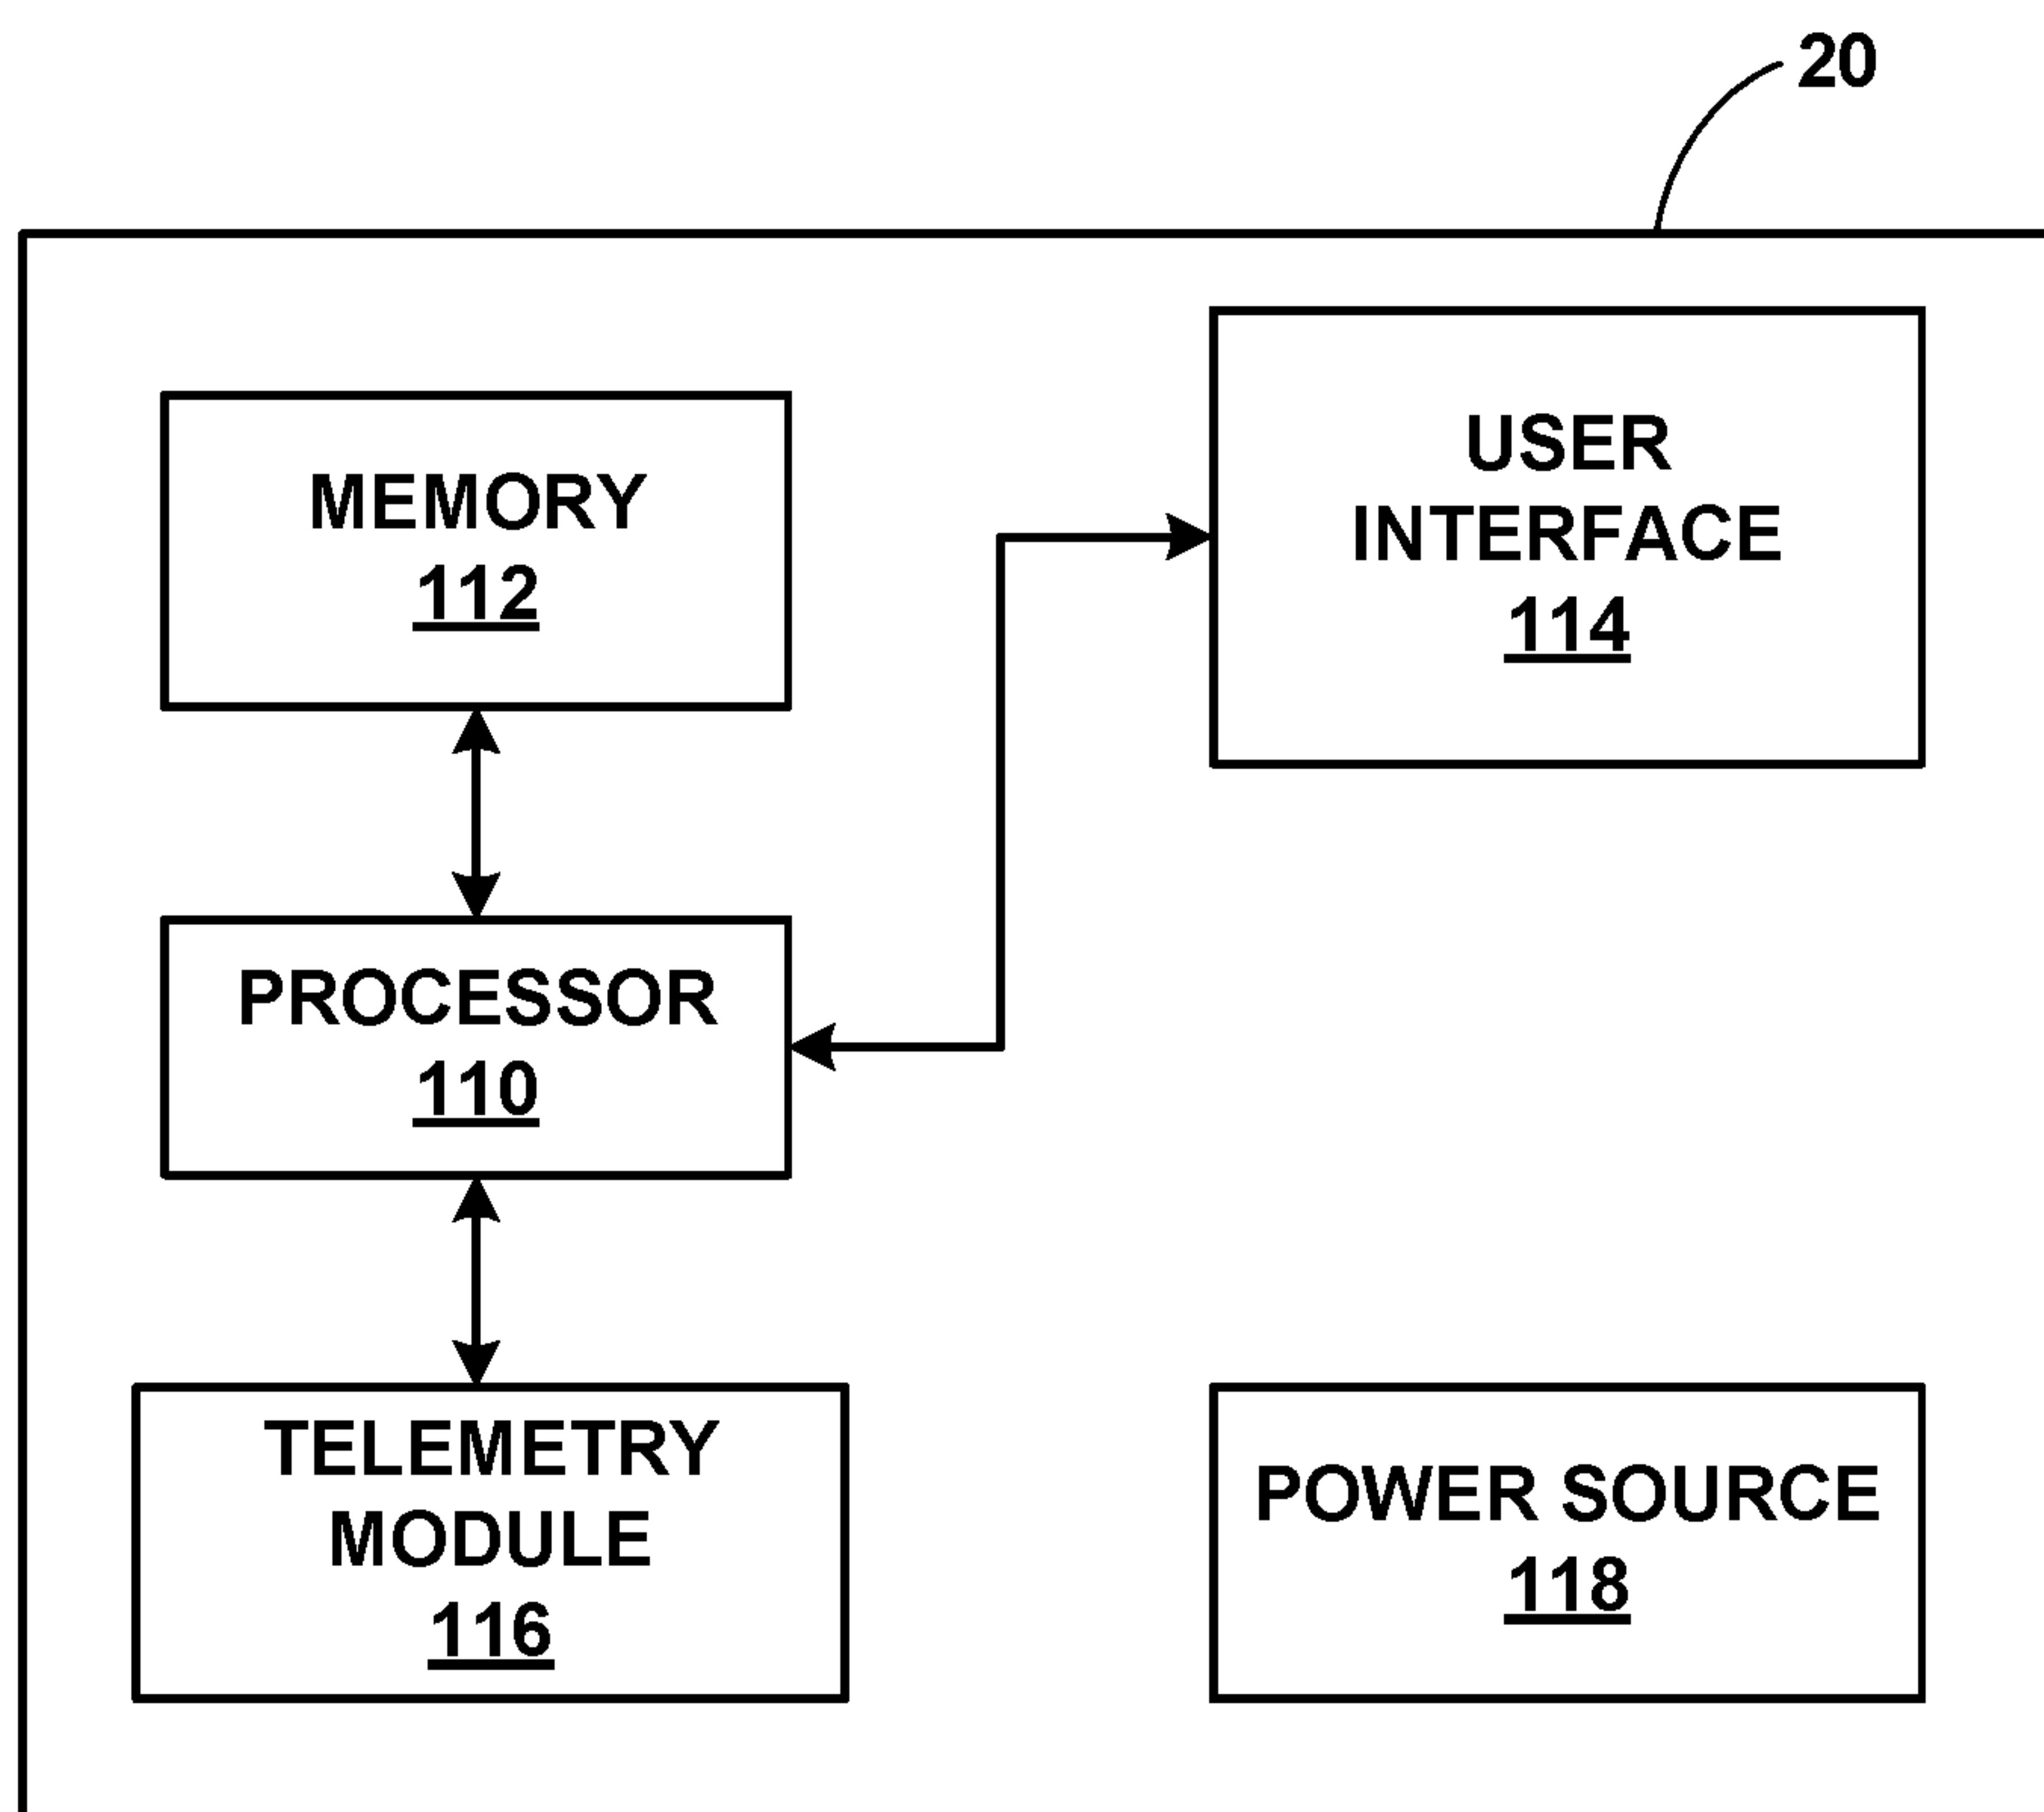 20
MEMORY
112
USER
INTERFACE
114
PROCESSOR
110
TELEMETRY
MODULE
116
POWER SOURCE
118